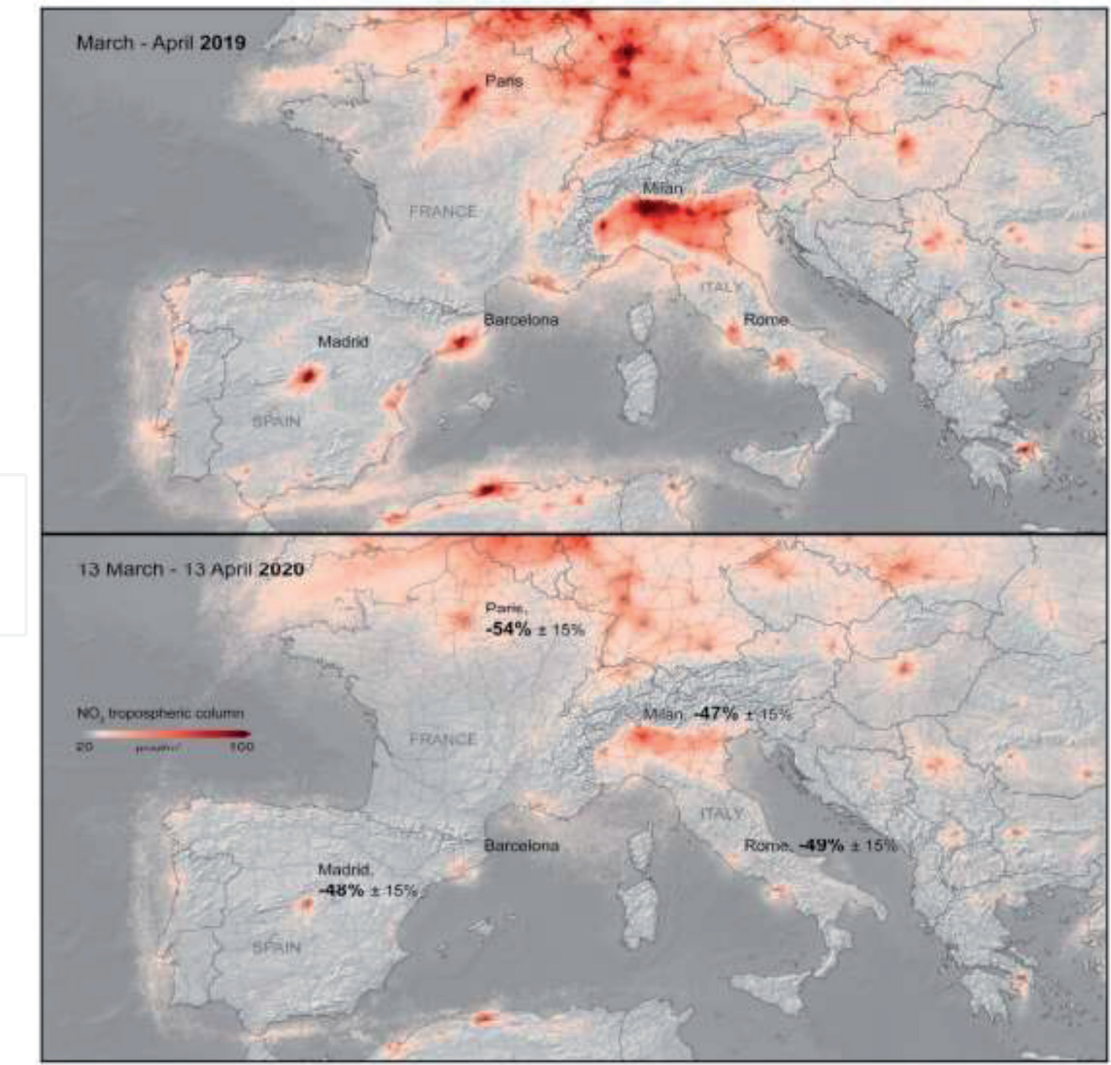 March - April 2019
Paris
Milan
FRANCE
ITALY
Barcelona
Rome
Madrid
SPAIN
13 March - 13 April 2020
Paris,
-54% ± 15%
NO₂ tropospheric column
20 100
Milan, -47% ± 15%
FRANCE
ITALY
Barcelona
Rome, -49% ± 15%
Madrid,
-48% ± 15%
SPAIN